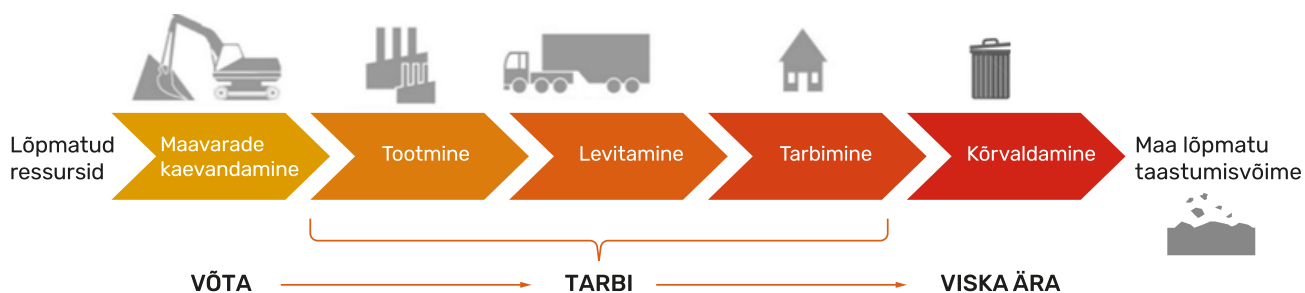 Lõpmatud
ressursid
Maavarade
kaevandamine
Tootmine
Levitamine
Tarbimine
Kõrvaldamine
Maa lõpmatu
taastumisvõime
VÕTA
TARBI
VISKA ÄRA